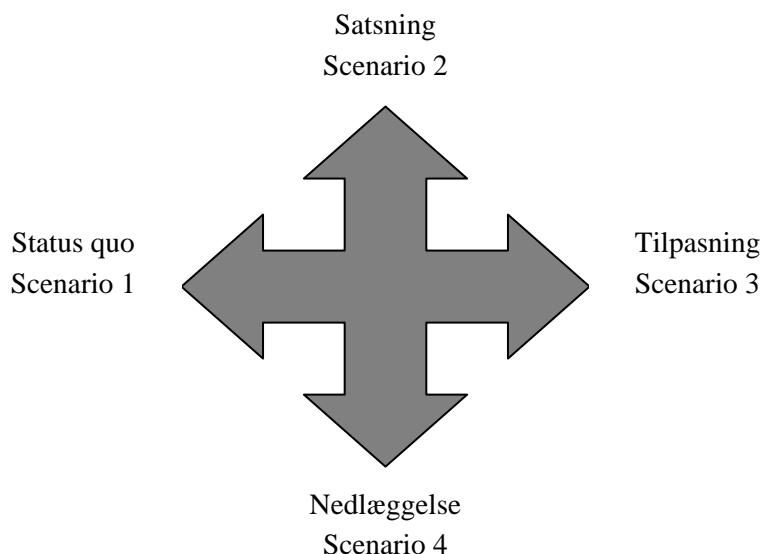 Satsning
Scenario 2
Status quo
Scenario 1
Tilpasning
Scenario 3
Nedlæggelse
Scenario 4